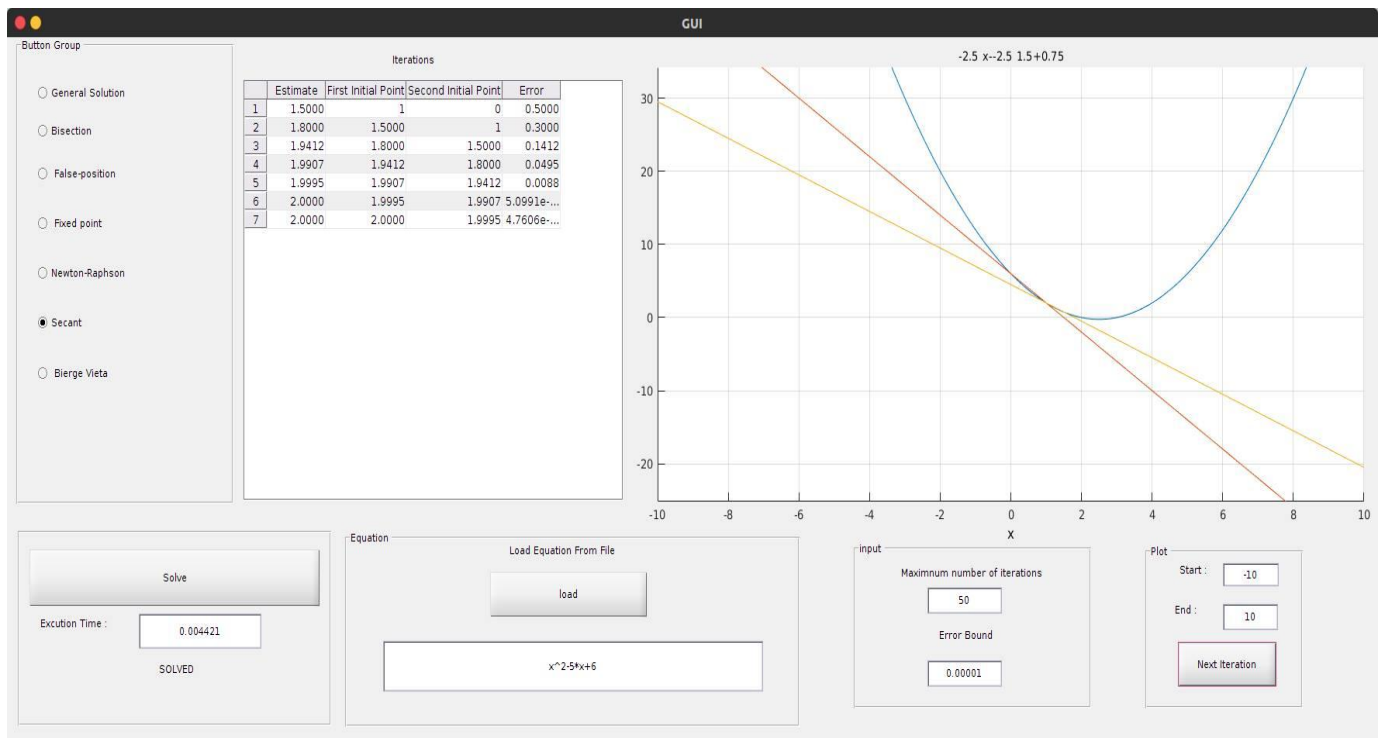 GUI
Button Group
General Solution
Bisection
False-position
Fixed point
Newton-Raphson
Secant
Bierge Vieta
Iterations
Estimate First Initial Point Second Initial Point Error
1 1.5000 1 0 0.5000
2 1.8000 1.5000 1 0.3000
3 1.9412 1.8000 1.5000 0.1412
4 1.9907 1.9412 1.8000 0.0495
5 1.9995 1.9907 1.9412 0.0088
6 2.0000 1.9995 1.9907 5.0991e-...
7 2.0000 2.0000 1.9995 4.7606e-...
-2.5 x--2.5 1.5+0.75
30
20
10
0
-10
-20
-10 -8 -6 -4 -2 0 2 4 6 8 10
X
Solve
Excution Time :
0.004421
SOLVED
Equation
Load Equation From File
load
x^2-5*x+6
input
Maximnum number of iterations
50
Error Bound
0.00001
Plot
Start :
-10
End :
10
Next Iteration